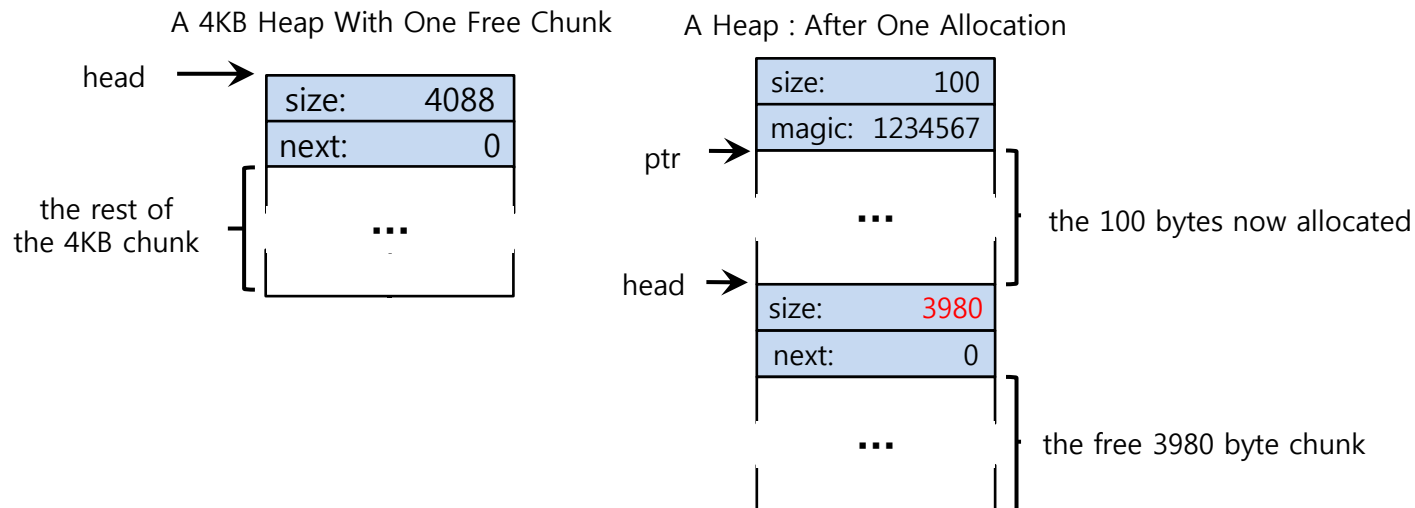 A 4KB Heap With One Free Chunk
head
size: 4088
next: 0
the rest of
the 4KB chunk
...
A Heap : After One Allocation
size: 100
magic: 1234567
ptr
...
the 100 bytes now allocated
head
size: 3980
next: 0
...
the free 3980 byte chunk